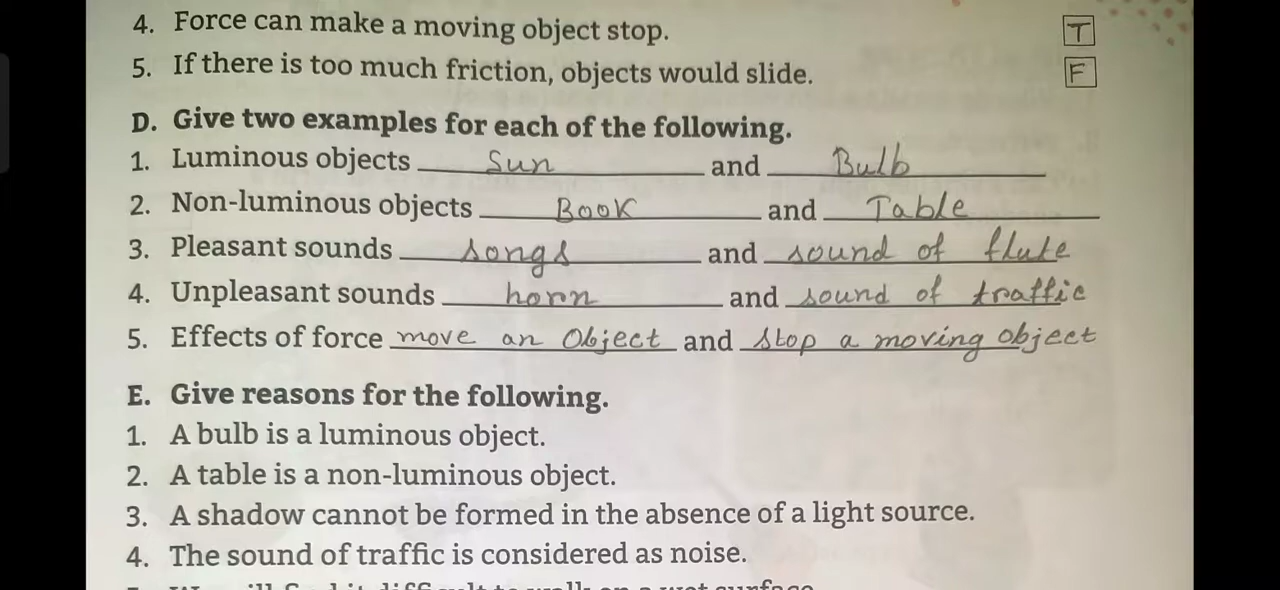 4. Force can make a moving object stop. T
5. If there is too much friction, objects would slide. F
D. Give two examples for each of the following.
1. Luminous objects Sun and Bulb
2. Non-luminous objects Book and Table
3. Pleasant sounds songs and sound of flute
4. Unpleasant sounds horn and sound of traffic
5. Effects of force move an Object and stop a moving object
E. Give reasons for the following.
1. A bulb is a luminous object.
2. A table is a non-luminous object.
3. A shadow cannot be formed in the absence of a light source.
4. The sound of traffic is considered as noise.